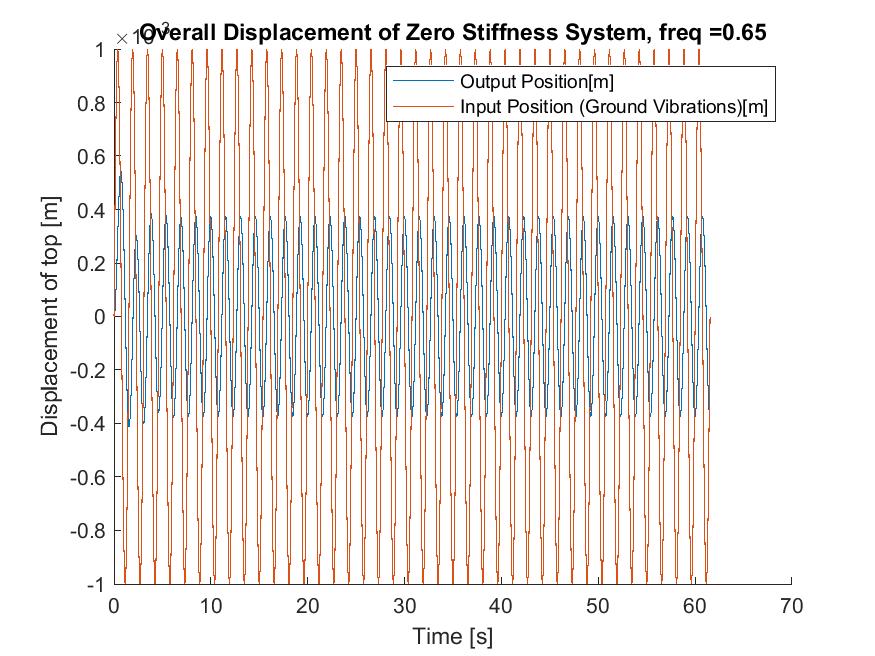 ×10-3
Overall Displacement of Zero Stiffness System, freq =0.65
Output Position[m]
Input Position (Ground Vibrations)[m]
1
0.8
0.6
0.4
0.2
0
-0.2
-0.4
-0.6
-0.8
-1
Displacement of top [m]
0 10 20 30 40 50 60 70
Time [s]